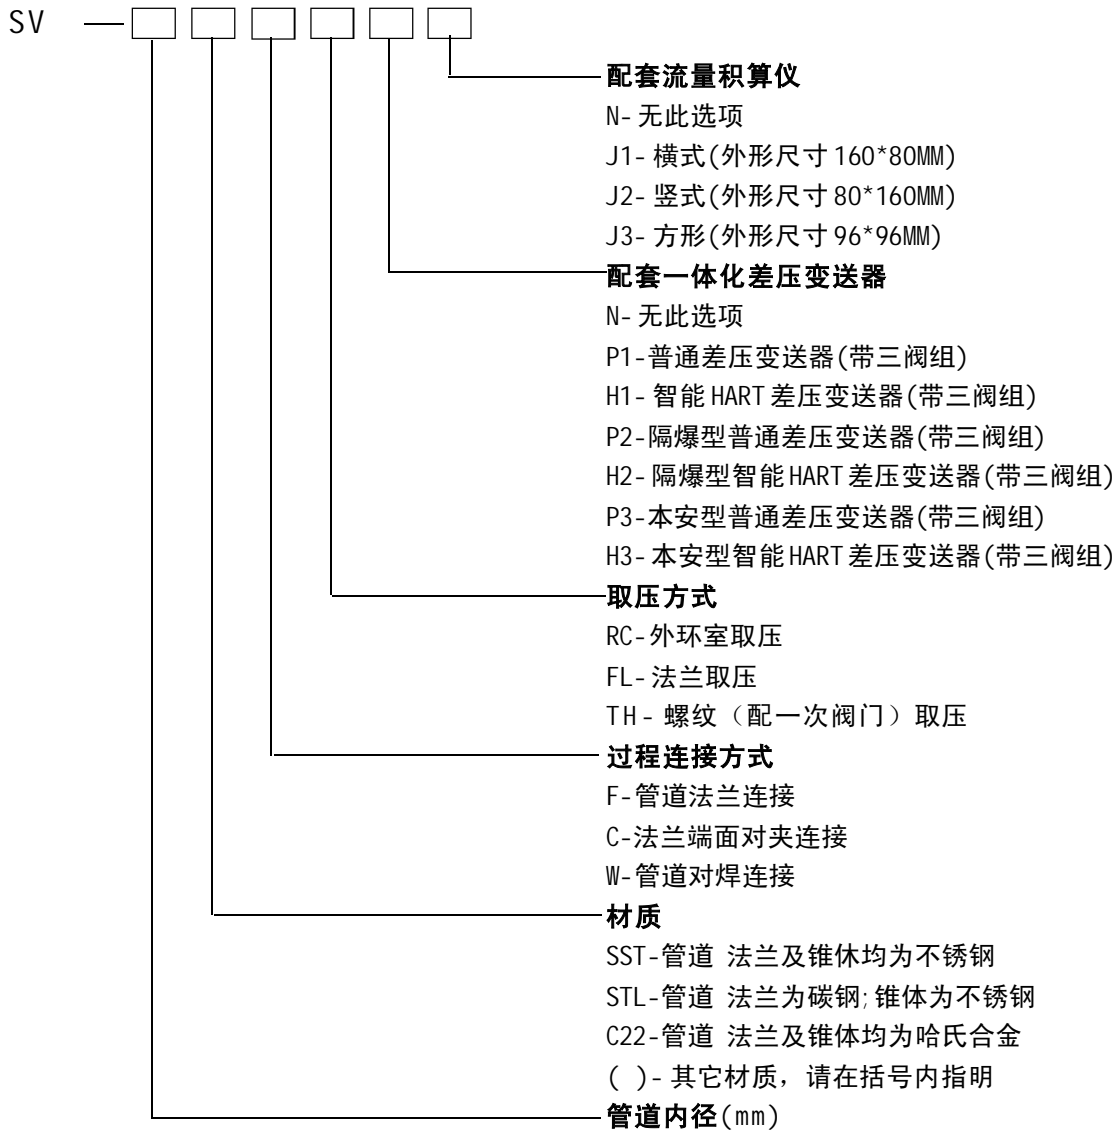 SV —
配套流量积算仪
N-无此选项
J1-横式(外形尺寸160*80MM)
J2-竖式(外形尺寸80*160MM)
J3-方形(外形尺寸96*96MM)
配套一体化差压变送器
N-无此选项
P1-普通差压变送器(带三阀组)
H1-智能HART差压变送器(带三阀组)
P2-隔爆型普通差压变送器(带三阀组)
H2-隔爆型智能HART差压变送器(带三阀组)
P3-本安型普通差压变送器(带三阀组)
H3-本安型智能HART差压变送器(带三阀组)
取压方式
RC-外环室取压
FL-法兰取压
TH-螺纹（配一次阀门）取压
过程连接方式
F-管道法兰连接
C-法兰端面对夹连接
W-管道对焊连接
材质
SST-管道 法兰及锥休均为不锈钢
STL-管道 法兰为碳钢;锥体为不锈钢
C22-管道 法兰及锥体均为哈氏合金
( )-其它材质，请在括号内指明
管道内径(mm)